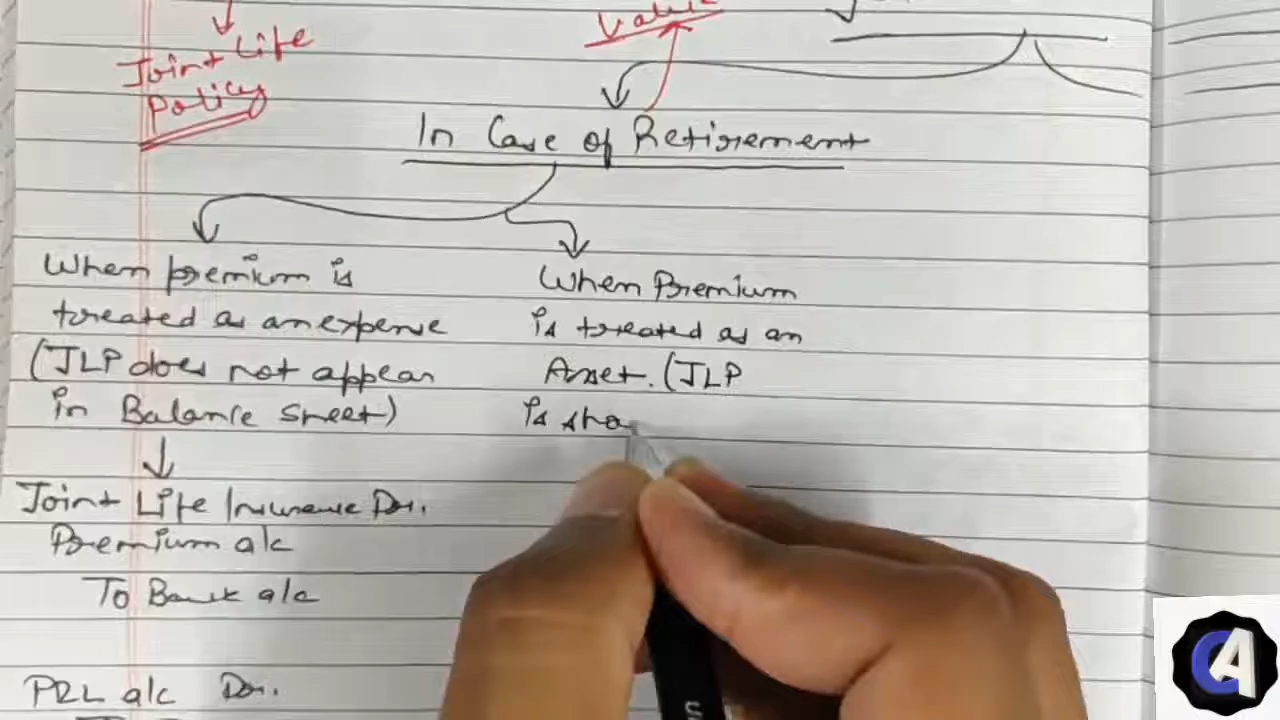 Value
Joint Life
Policy
In Case of Retirement
When premium is
treated as an expense
(JLP does not appear
in Balance Sheet)
Joint Life Insurance Dr.
Premium a/c
To Bank a/c
P&L a/c Dr.
When Premium
is treated as an
Asset. (JLP
is sho
CA